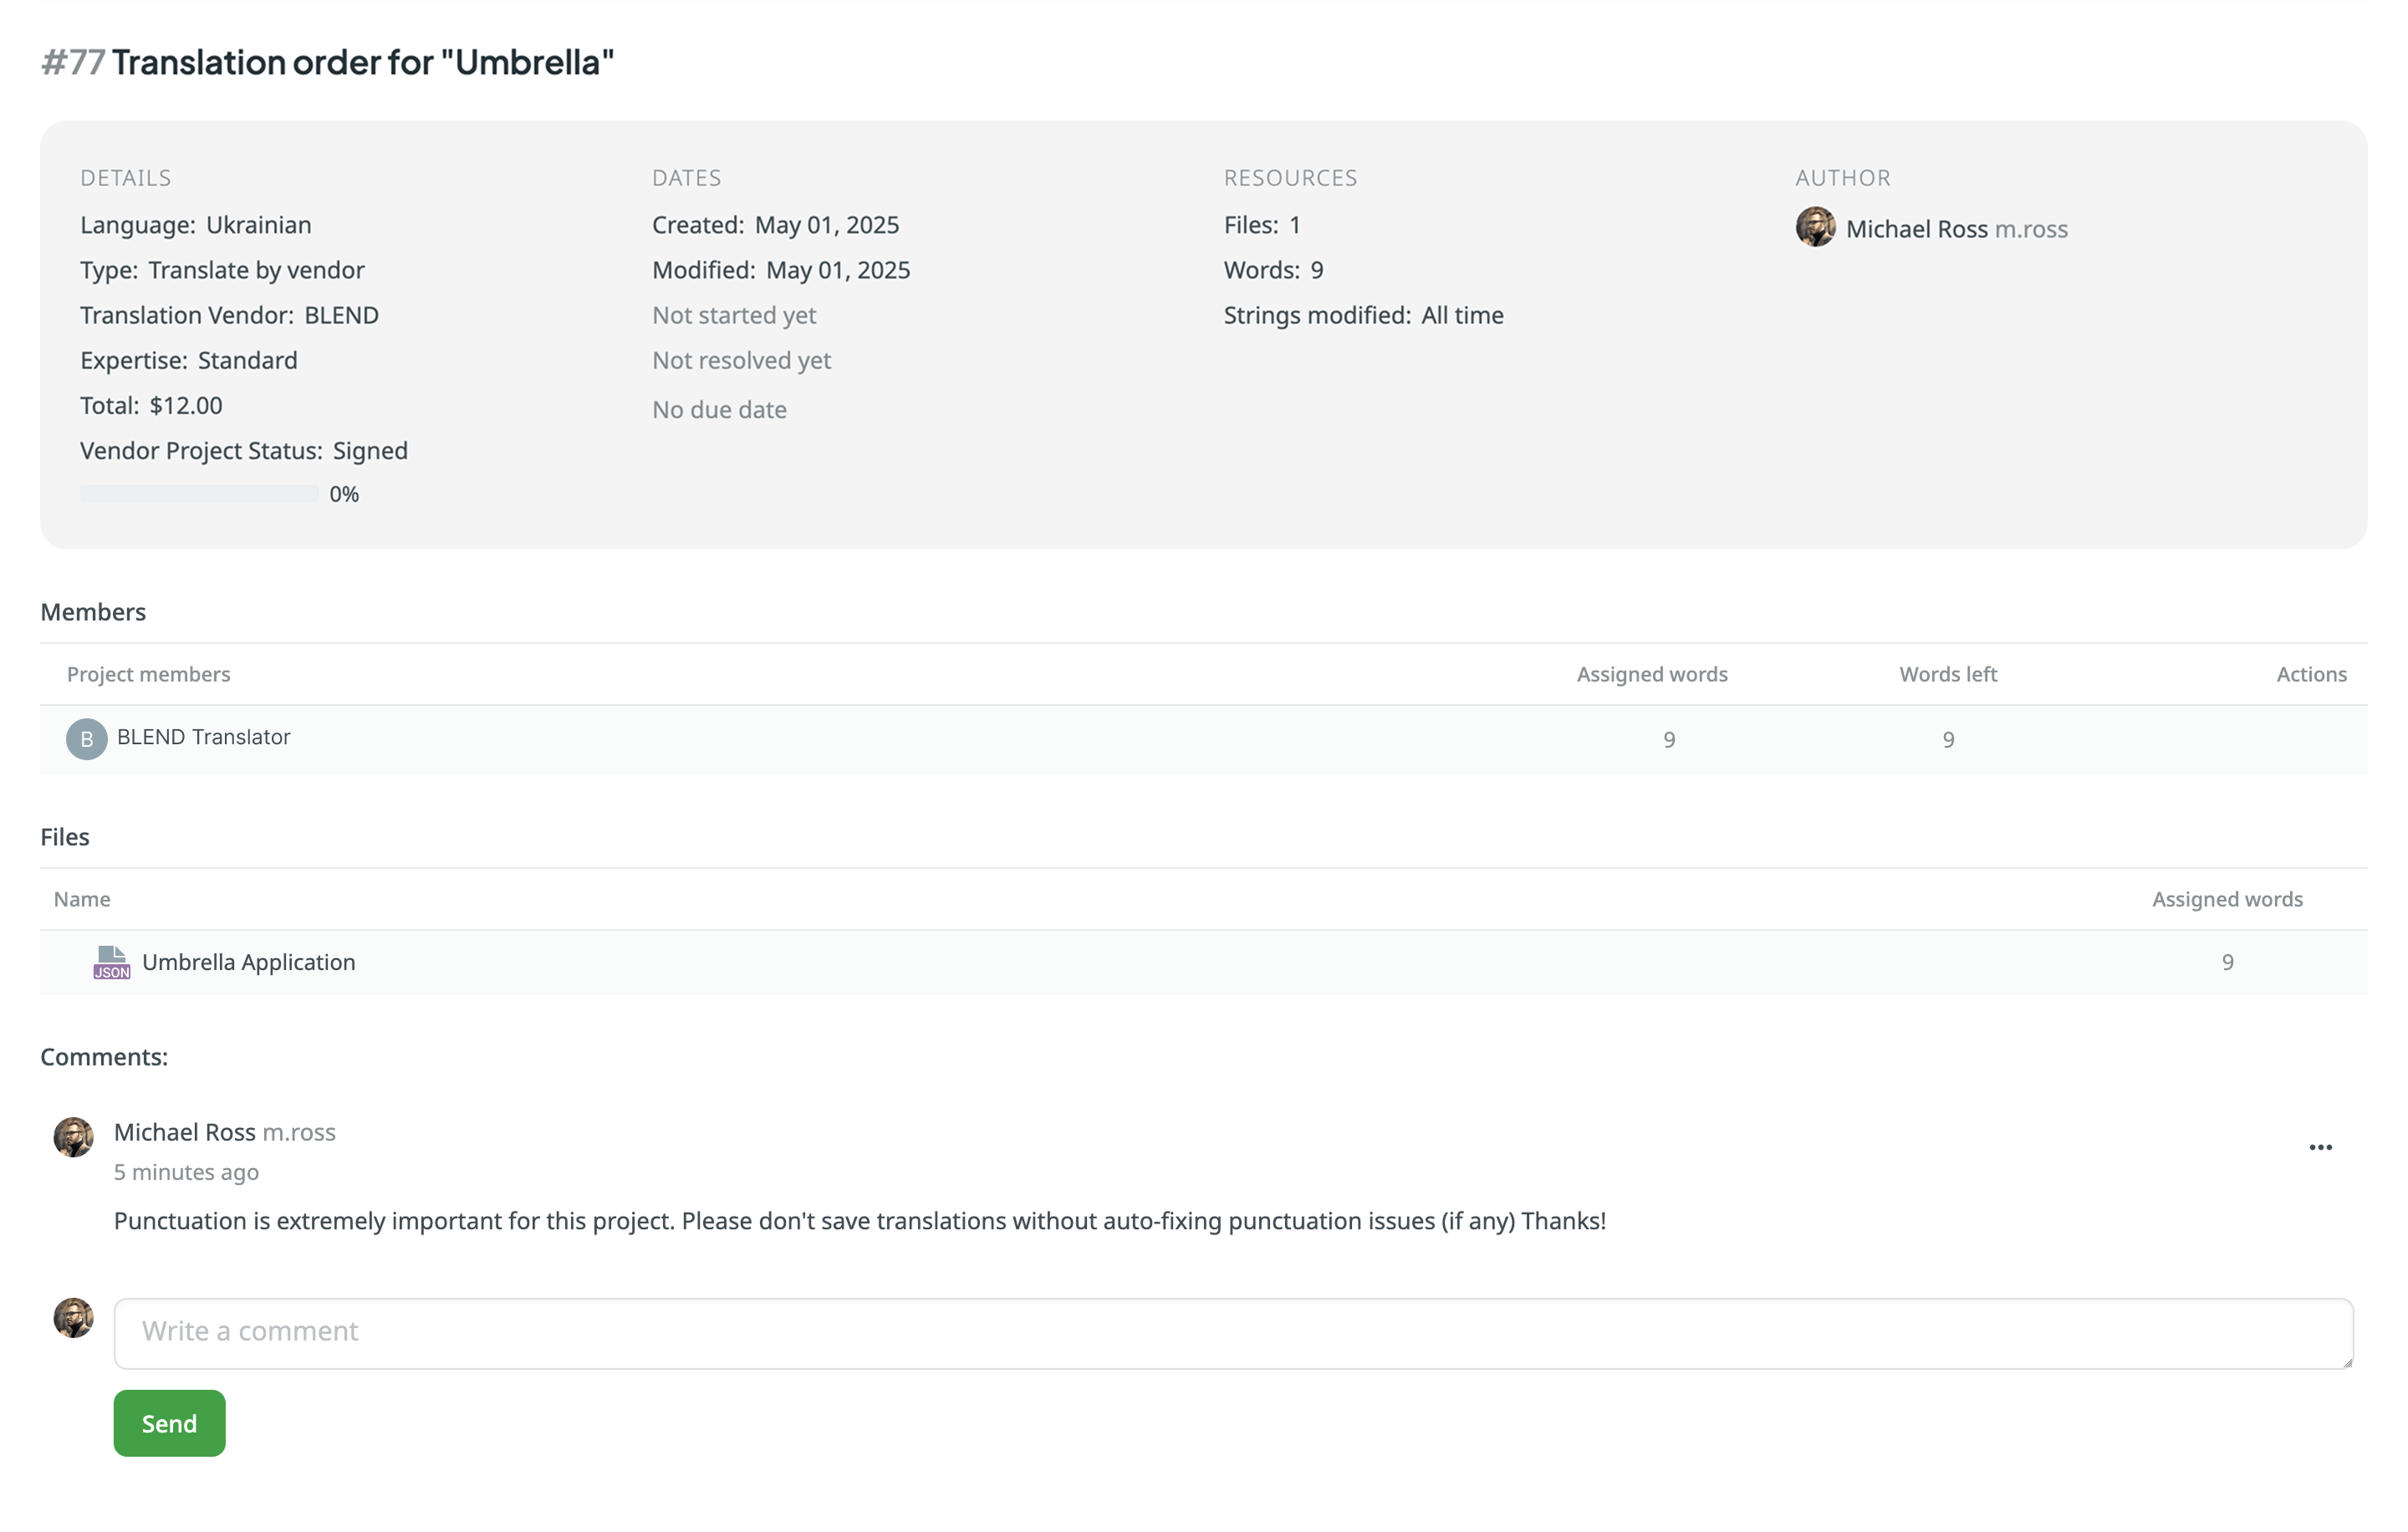 #77 Translation order for "Umbrella"
DETAILS
Language: Ukrainian
Type: Translate by vendor
Translation Vendor: BLEND
Expertise: Standard
Total: $12.00
Vendor Project Status: Signed
0%
DATES
Created: May 01, 2025
Modified: May 01, 2025
Not started yet
Not resolved yet
No due date
RESOURCES
Files: 1
Words: 9
Strings modified: All time
AUTHOR
Michael Ross m.ross
Members
Project members Assigned words Words left Actions
B BLEND Translator 9 9
Files
Name Assigned words
JSON Umbrella Application 9
Comments:
Michael Ross m.ross
5 minutes ago
Punctuation is extremely important for this project. Please don't save translations without auto-fixing punctuation issues (if any) Thanks!
Write a comment
Send